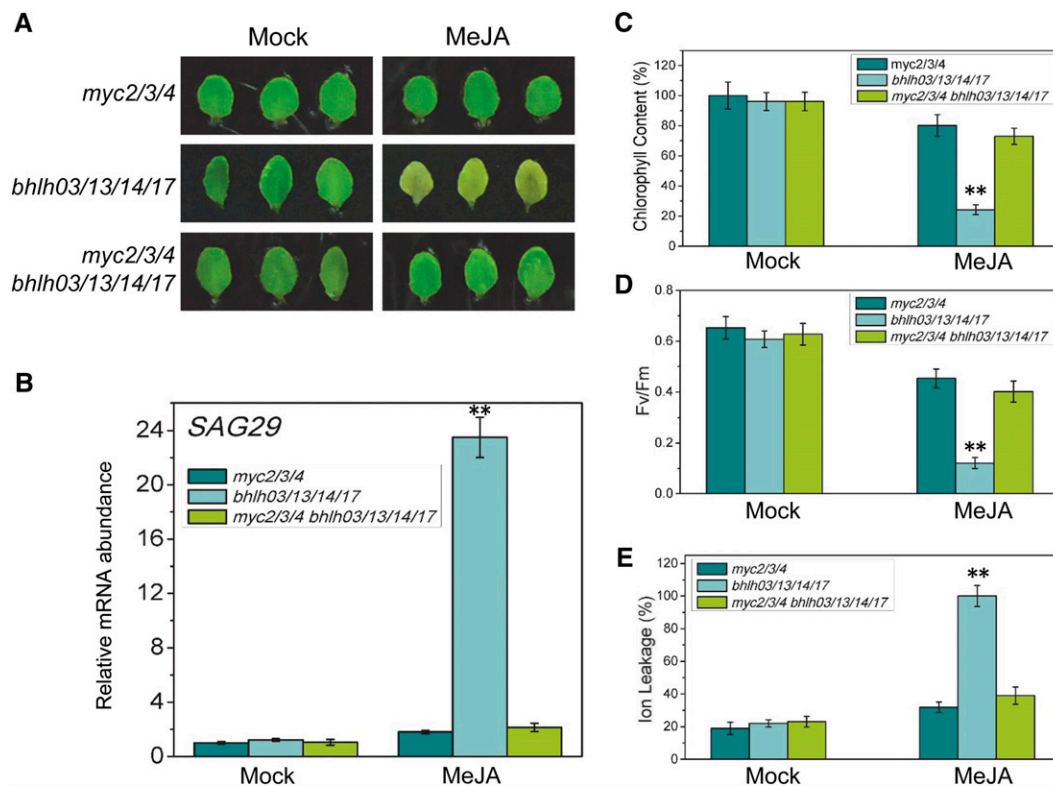 A
Mock
MeJA
myc2/3/4
bhlh03/13/14/17
myc2/3/4
bhlh03/13/14/17
B
Relative mRNA abundance
24
20
16
12
8
4
0
SAG29
myc2/3/4
bhlh03/13/14/17
myc2/3/4 bhlh03/13/14/17
**
Mock
MeJA
C
Chlorophyll Content (%)
120
100
80
60
40
20
0
myc2/3/4
bhlh03/13/14/17
myc2/3/4 bhlh03/13/14/17
**
Mock
MeJA
D
Fv/Fm
0.8
0.6
0.4
0.2
0.0
myc2/3/4
bhlh03/13/14/17
myc2/3/4 bhlh03/13/14/17
**
Mock
MeJA
E
Ion Leakage (%)
120
100
80
60
40
20
0
myc2/3/4
bhlh03/13/14/17
myc2/3/4 bhlh03/13/14/17
**
Mock
MeJA